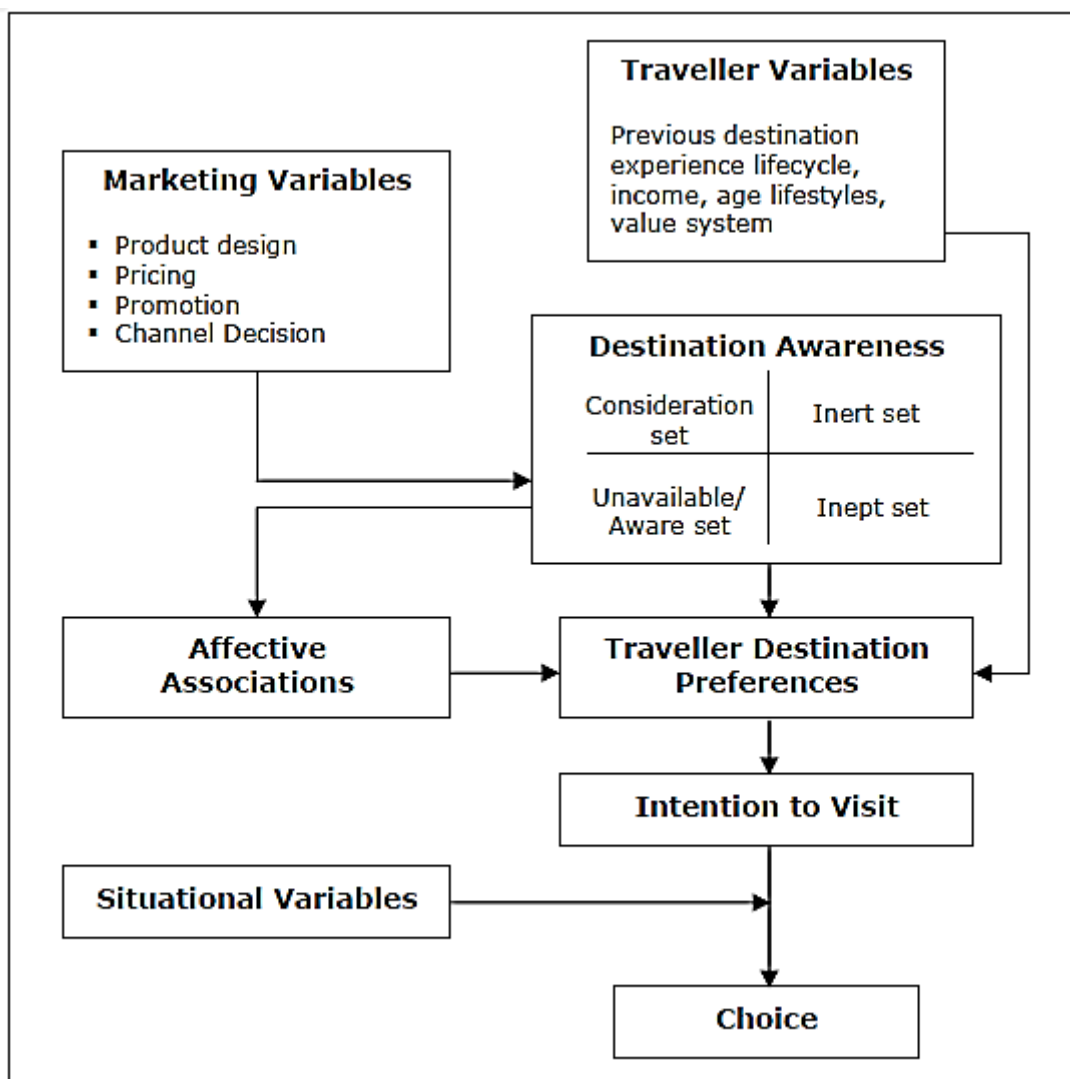 Traveller Variables
Previous destination
experience lifecycle,
income, age lifestyles,
value system
Marketing Variables
▪ Product design
▪ Pricing
▪ Promotion
▪ Channel Decision
Destination Awareness
Consideration
set
Inert set
Unavailable/
Aware set
Inept set
Affective
Associations
Traveller Destination
Preferences
Intention to Visit
Situational Variables
Choice